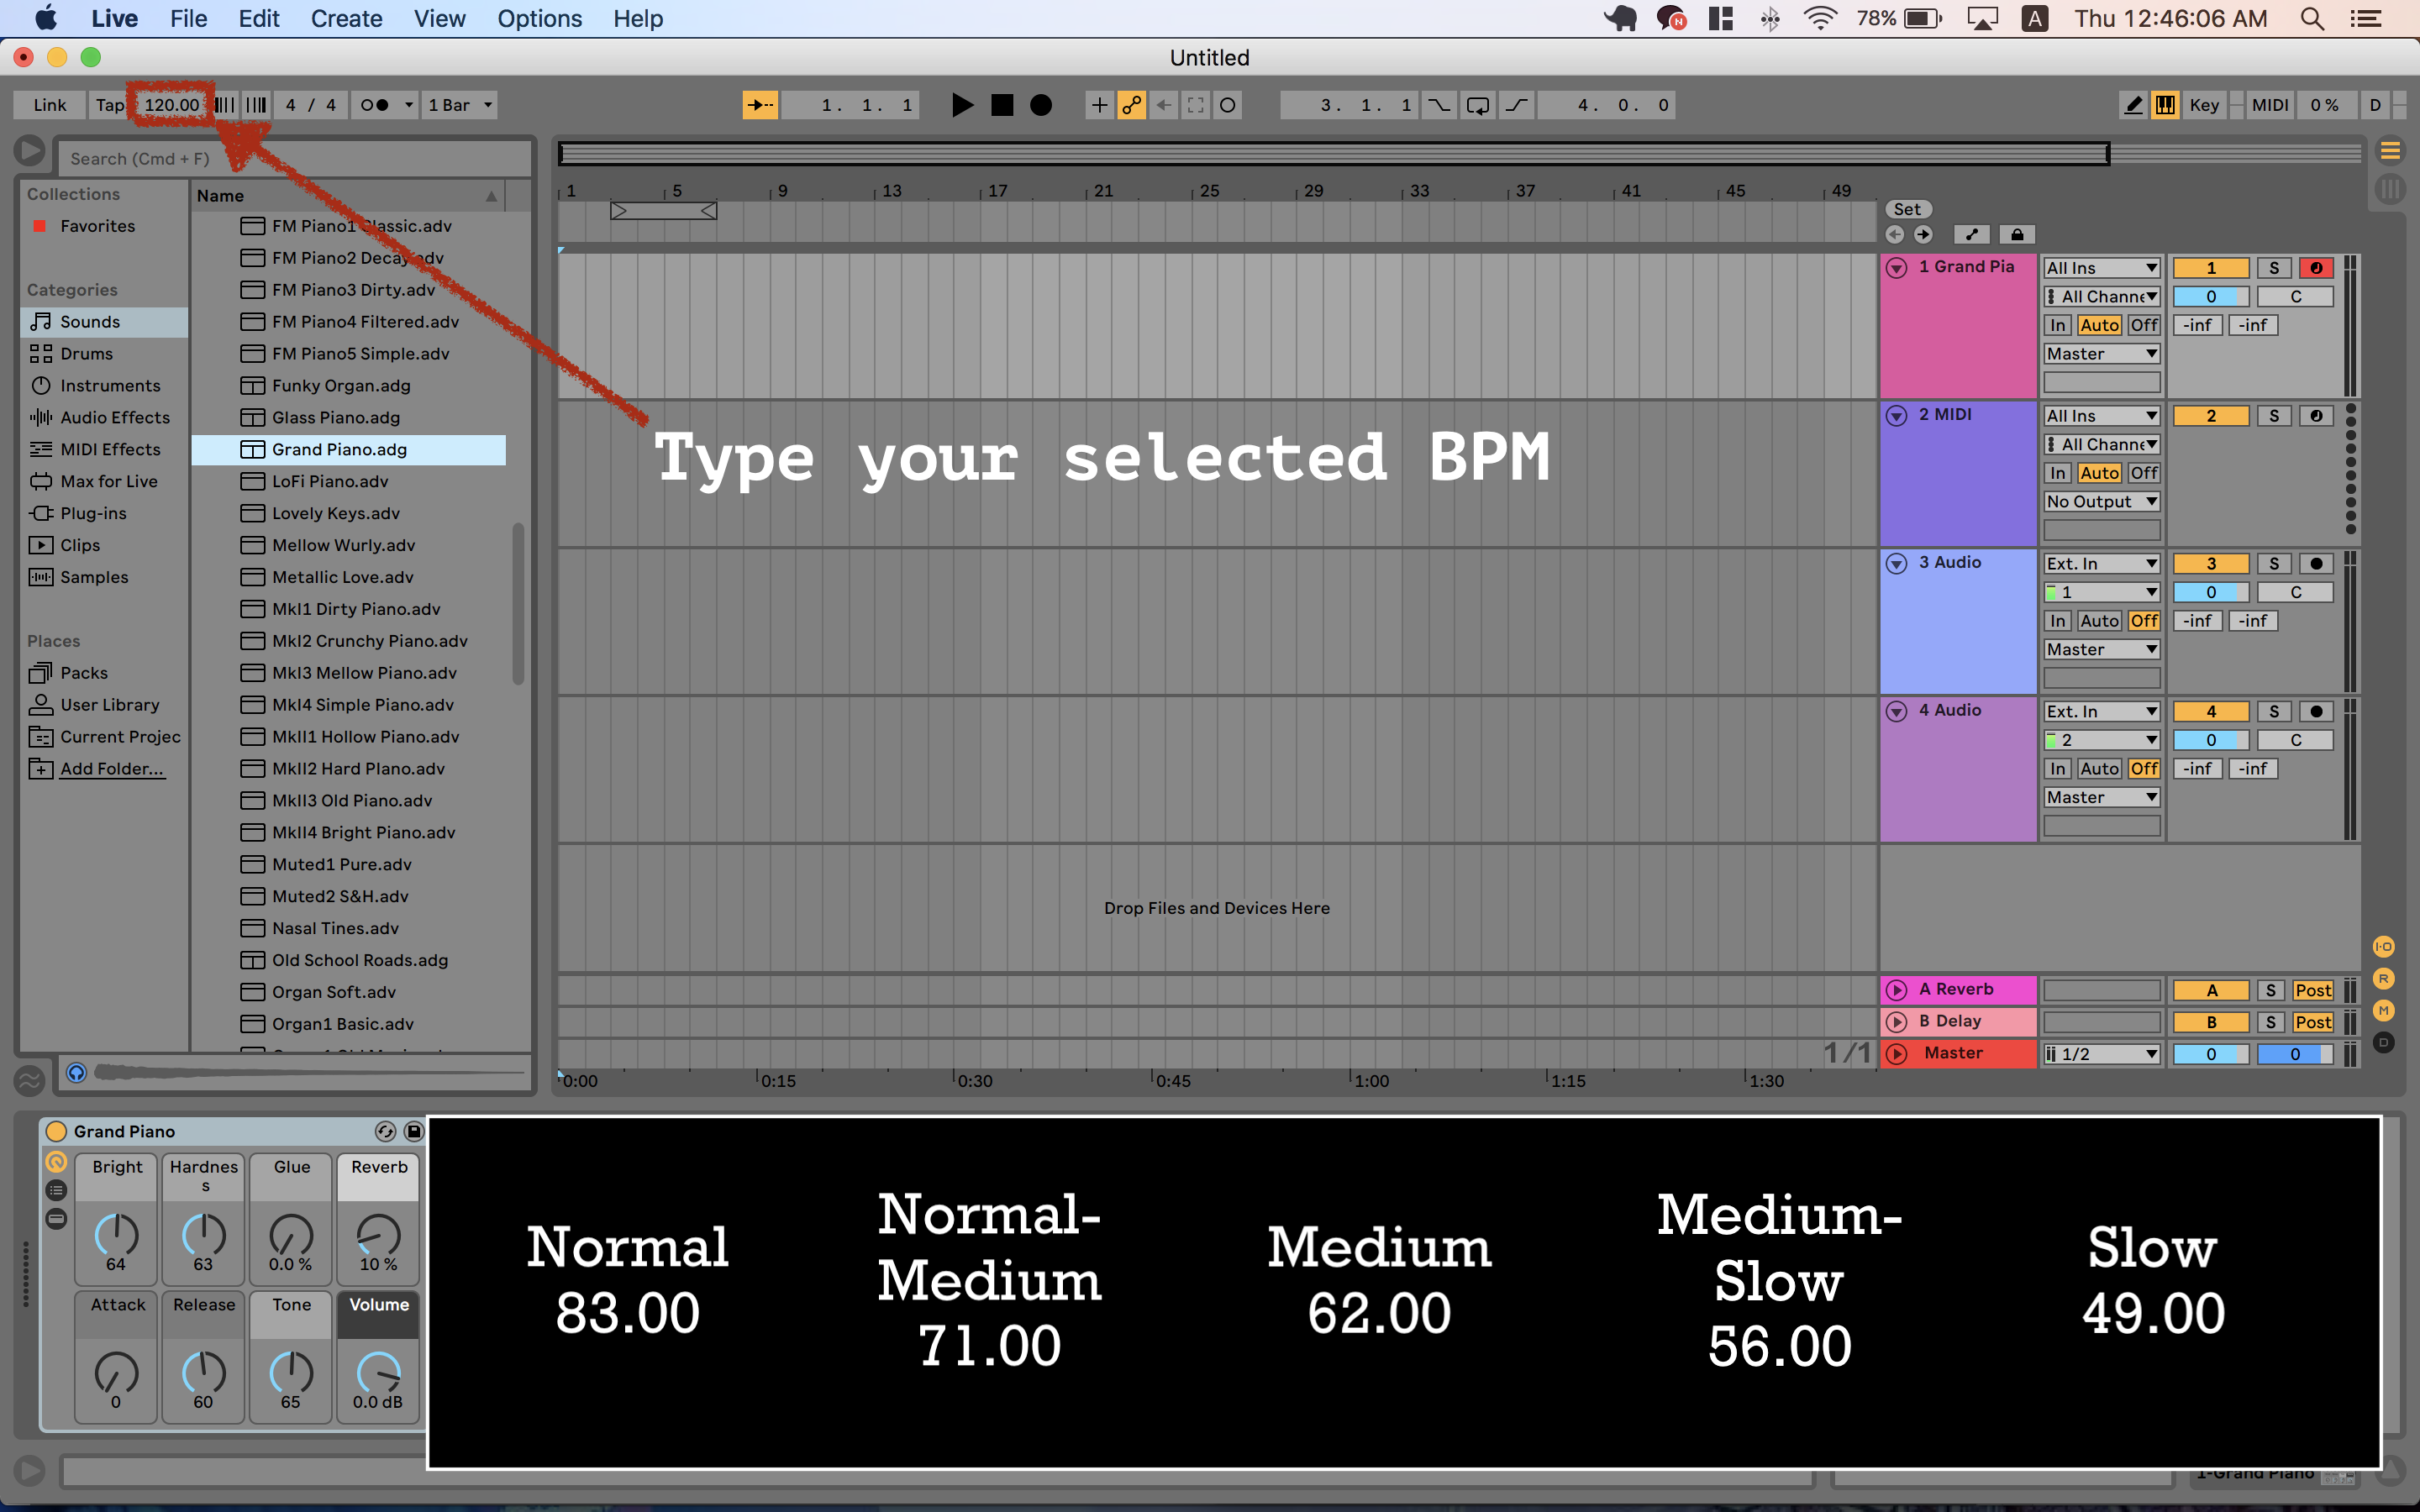 Live File Edit Create View Options Help 78% A Thu 12:46:06 AM
Untitled
Link Tap 120.00 4 / 4 1 Bar 1. 1. 1 3. 1. 1 4. 0. 0 Key MIDI 0 % D
Search (Cmd + F)
Collections
Favorites
Categories
Sounds
Drums
Instruments
Audio Effects
MIDI Effects
Max for Live
Plug-ins
Clips
Samples
Places
Packs
User Library
Current Projec
Add Folder...
Name
FM Piano1 Classic.adv
FM Piano2 Decay.adv
FM Piano3 Dirty.adv
FM Piano4 Filtered.adv
FM Piano5 Simple.adv
Funky Organ.adg
Glass Piano.adg
Grand Piano.adg
LoFi Piano.adv
Lovely Keys.adv
Mellow Wurly.adv
Metallic Love.adv
MkI1 Dirty Piano.adv
MkI2 Crunchy Piano.adv
MkI3 Mellow Piano.adv
MkI4 Simple Piano.adv
MkII1 Hollow Piano.adv
MkII2 Hard PIano.adv
MkII3 Old Piano.adv
MkII4 Bright Piano.adv
Muted1 Pure.adv
Muted2 S&H.adv
Nasal Tines.adv
Old School Roads.adg
Organ Soft.adv
Organ1 Basic.adv
1 5 9 13 17 21 25 29 33 37 41 45 49
Set
Type your selected BPM
Drop Files and Devices Here
1/1
0:00 0:15 0:30 0:45 1:00 1:15 1:30
1 Grand Pia All Ins 1 S
All Channe 0 C
In Auto Off -inf -inf
Master
2 MIDI All Ins 2 S
All Channe
In Auto Off
No Output
3 Audio Ext. In 3 S
1 0 C
In Auto Off -inf -inf
Master
4 Audio Ext. In 4 S
2 0 C
In Auto Off -inf -inf
Master
A Reverb A S Post
B Delay B S Post
Master 1/2 0 0
I·O
R
M
D
Grand Piano
Bright Hardnes
s Glue Reverb
64 63 0.0 % 10 %
Attack Release Tone Volume
0 60 65 0.0 dB
Normal
83.00
Normal-
Medium
71.00
Medium
62.00
Medium-
Slow
56.00
Slow
49.00
1-Grand Piano